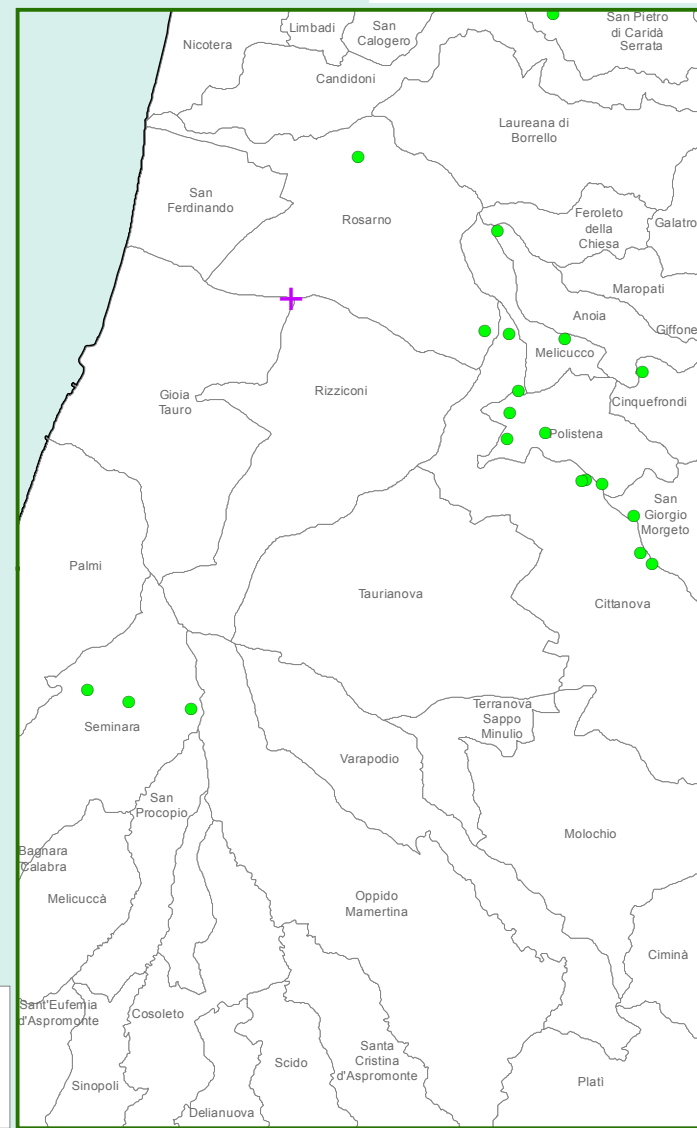 San Pietro
di Caridà
Serrata
Limbadi
San
Calogero
Nicotera
Candidoni
Laureana di
Borrello
San
Ferdinando
Rosarno
Feroleto
della
Chiesa
Galatro
Maropati
Anoia
Giffone
Melicucco
Gioia
Tauro
Rizziconi
Cinquefrondi
Polistena
San
Giorgio
Morgeto
Palmi
Taurianova
Cittanova
Seminara
Terranova
Sappo
Minulio
Varapodio
San
Procopio
Molochio
Bagnara
Calabra
Melicuccà
Oppido
Mamertina
Ciminà
Sant'Eufemia
d'Aspromonte
Cosoleto
Santa
Cristina
d'Aspromonte
Scido
Sinopoli
Platì
Delianuova